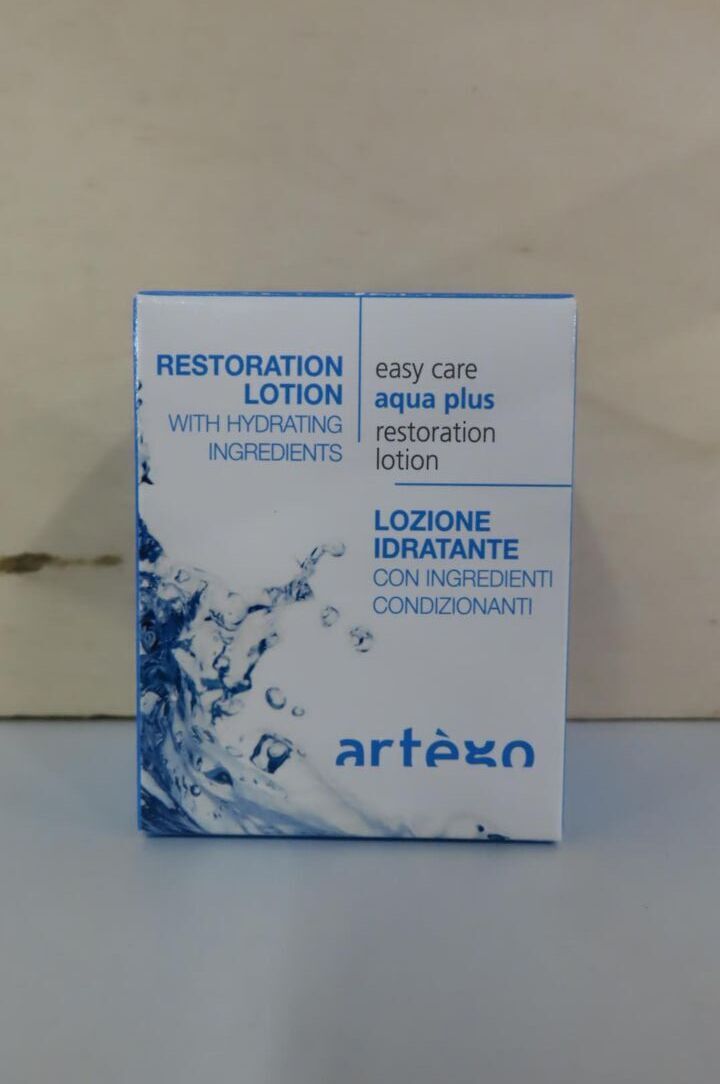 RESTORATION
LOTION
WITH HYDRATING
INGREDIENTS
easy care
aqua plus
restoration
lotion
LOZIONE
IDRATANTE
CON INGREDIENTI
CONDIZIONANTI
artègo